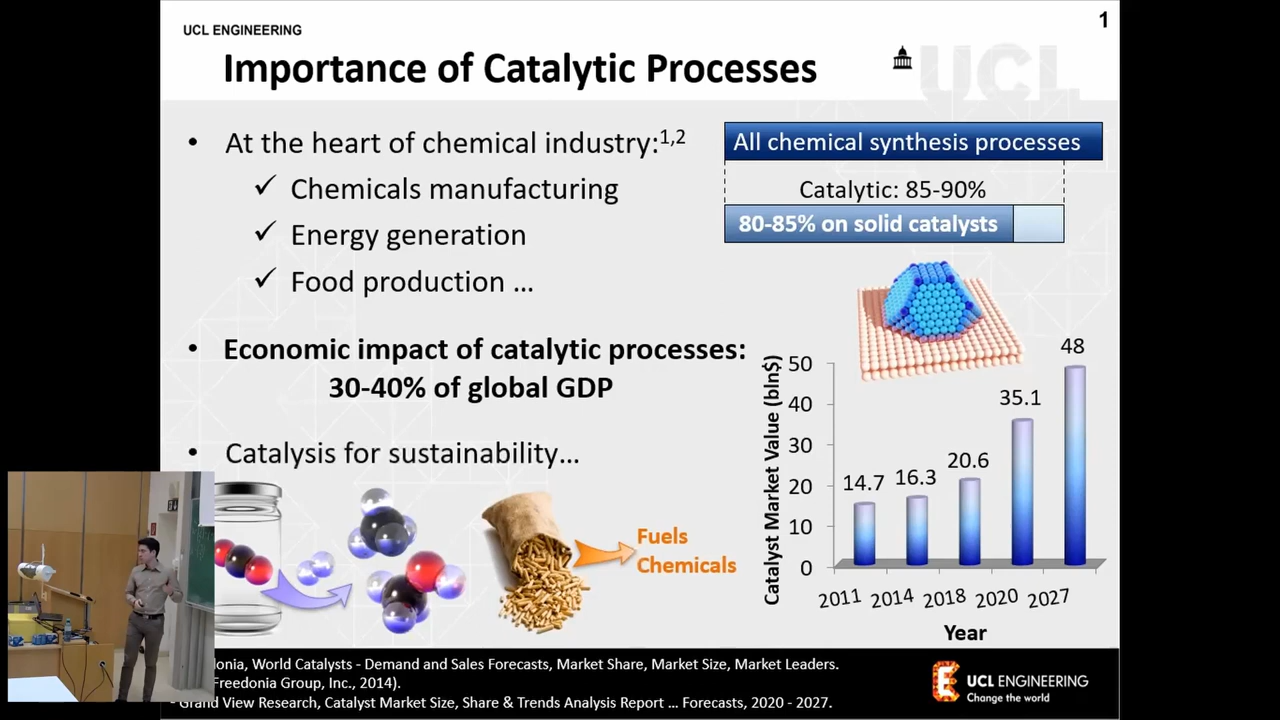 UCL ENGINEERING
1
Importance of Catalytic Processes
UCL
• At the heart of chemical industry:1,2
✓ Chemicals manufacturing
✓ Energy generation
✓ Food production ...
• Economic impact of catalytic processes:
30-40% of global GDP
• Catalysis for sustainability...
Fuels
Chemicals
All chemical synthesis processes
Catalytic: 85-90%
80-85% on solid catalysts
Catalyst Market Value (bln$)
50
40
30
20
10
0
14.7
16.3
20.6
35.1
48
2011 2014 2018 2020 2027
Year
World Catalysts - Demand and Sales Forecasts, Market Share, Market Size, Market Leaders.
Freedonia Group, Inc., 2014).
Grand View Research, Catalyst Market Size, Share & Trends Analysis Report ... Forecasts, 2020 - 2027.
UCL ENGINEERING
Change the world